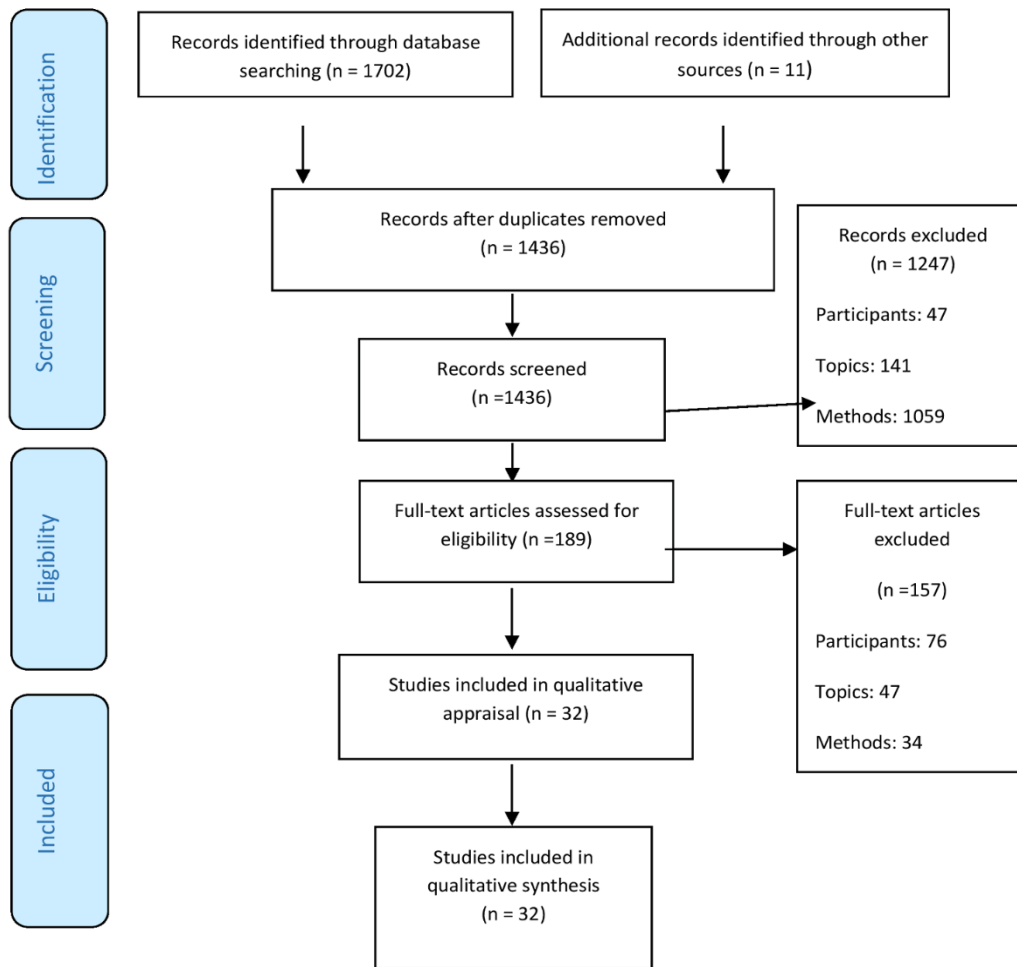 Identification
Records identified through database
searching (n = 1702)
Additional records identified through other
sources (n = 11)
Records after duplicates removed
(n = 1436)
Screening
Records screened
(n =1436)
Records excluded
(n = 1247)
Participants: 47
Topics: 141
Methods: 1059
Eligibility
Full-text articles assessed for
eligibility (n =189)
Full-text articles
excluded
(n =157)
Participants: 76
Topics: 47
Methods: 34
Studies included in qualitative
appraisal (n = 32)
Included
Studies included in
qualitative synthesis
(n = 32)